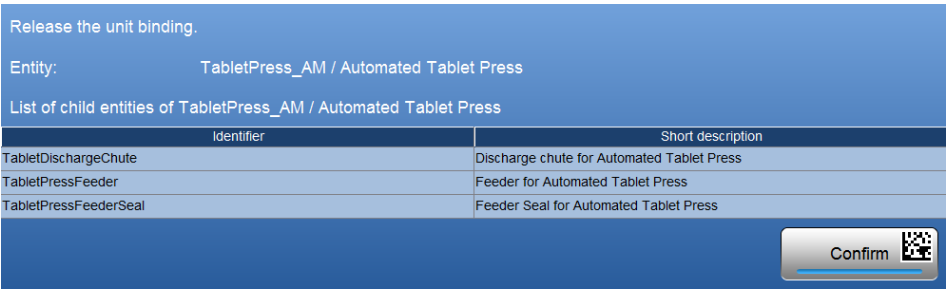 Release the unit binding.
Entity: TabletPress_AM / Automated Tablet Press
List of child entities of TabletPress_AM / Automated Tablet Press
Identifier Short description
TabletDischargeChute Discharge chute for Automated Tablet Press
TabletPressFeeder Feeder for Automated Tablet Press
TabletPressFeederSeal Feeder Seal for Automated Tablet Press
Confirm